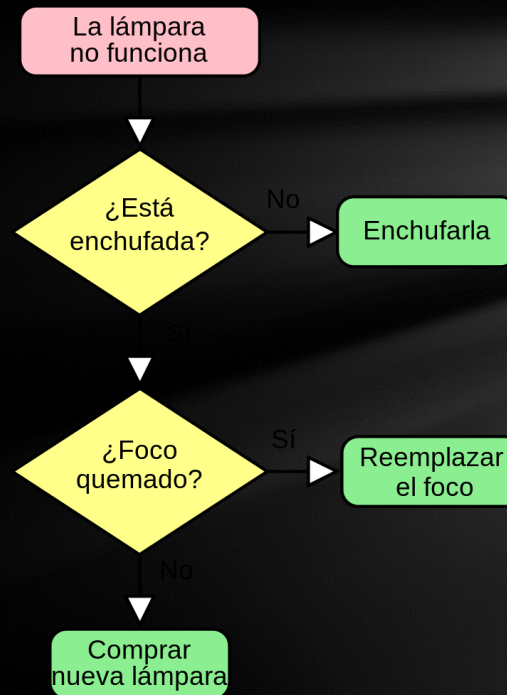 La lámpara
no funciona
¿Está
enchufada?
No
Enchufarla
Sí
¿Foco
quemado?
Sí
Reemplazar
el foco
No
Comprar
nueva lámpara